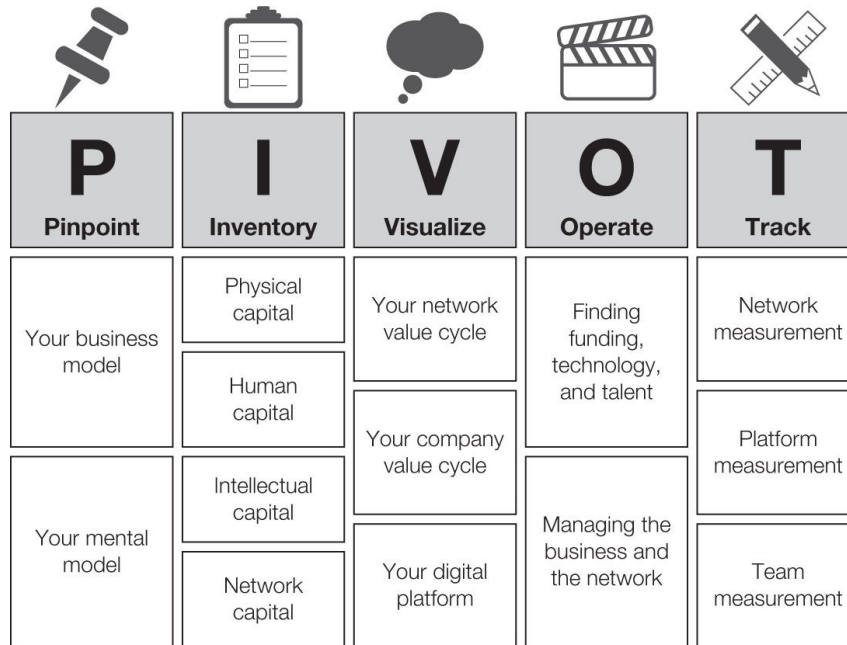 P
Pinpoint
Your business
model
Your mental
model
I
Inventory
Physical
capital
Human
capital
Intellectual
capital
Network
capital
V
Visualize
Your network
value cycle
Your company
value cycle
Your digital
platform
O
Operate
Finding
funding,
technology,
and talent
Managing the
business and
the network
T
Track
Network
measurement
Platform
measurement
Team
measurement